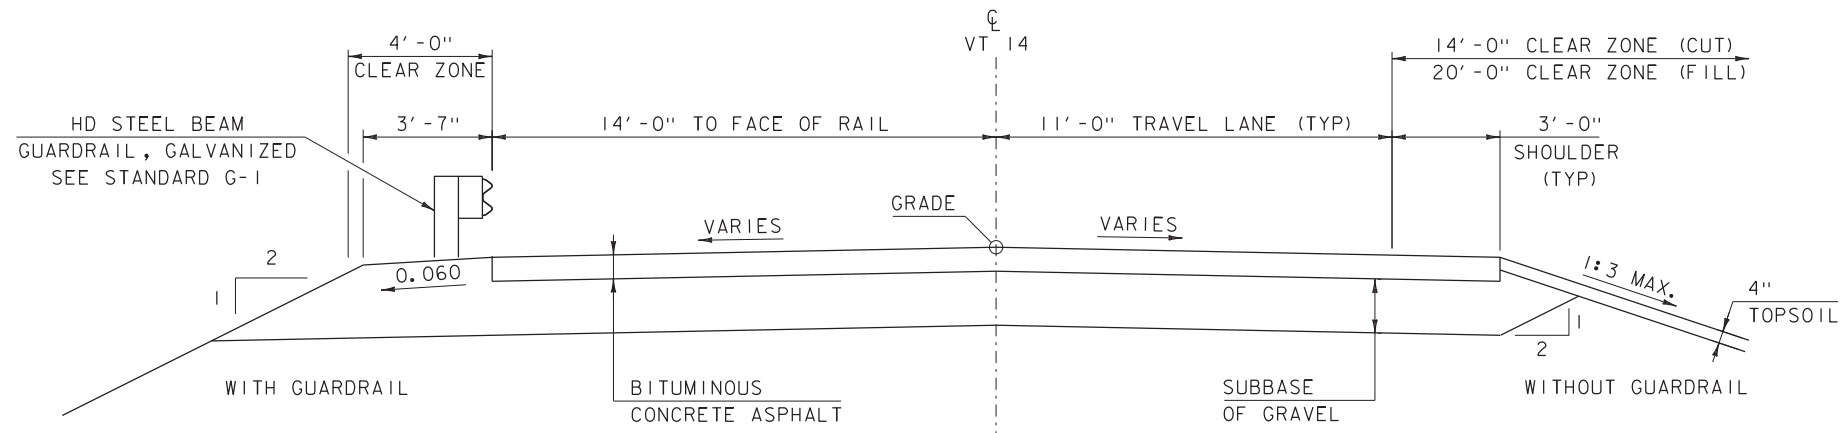 ℄
VT 14
4'-0"
CLEAR ZONE
14'-0" CLEAR ZONE (CUT)
20'-0" CLEAR ZONE (FILL)
HD STEEL BEAM
GUARDRAIL, GALVANIZED
SEE STANDARD G-1
3'-7"
14'-0" TO FACE OF RAIL
11'-0" TRAVEL LANE (TYP)
3'-0"
SHOULDER
(TYP)
GRADE
VARIES
VARIES
2
1
0.060
1:3 MAX.
4"
TOPSOIL
1
2
WITH GUARDRAIL
BITUMINOUS
CONCRETE ASPHALT
SUBBASE
OF GRAVEL
WITHOUT GUARDRAIL